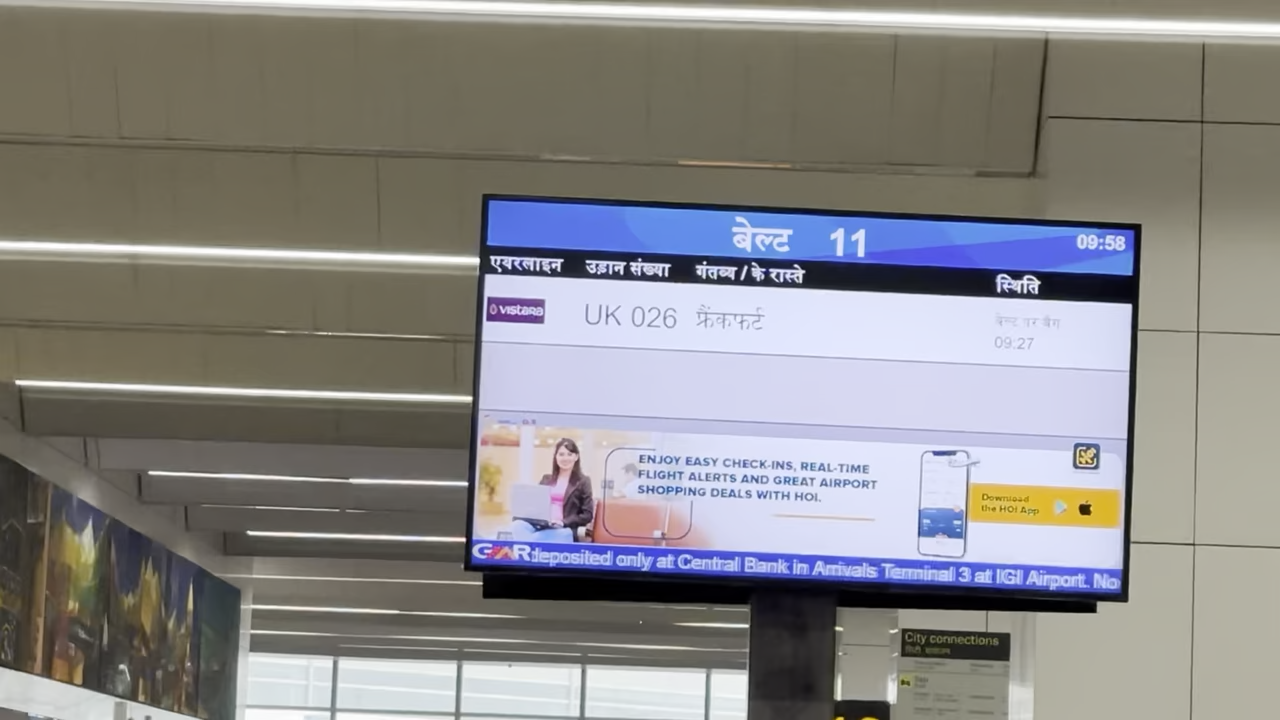 बेल्ट 11 09:58
एयरलाइन उड़ान संख्या गंतव्य / के रास्ते स्थिति
vistara UK 026 फ्रैंकफर्ट बेल्ट पर बैग
09:27
ENJOY EASY CHECK-INS, REAL-TIME
FLIGHT ALERTS AND GREAT AIRPORT
SHOPPING DEALS WITH HOI.
Download
the HOI App
GMR deposited only at Central Bank in Arrivals Terminal 3 at IGI Airport. No
City connections